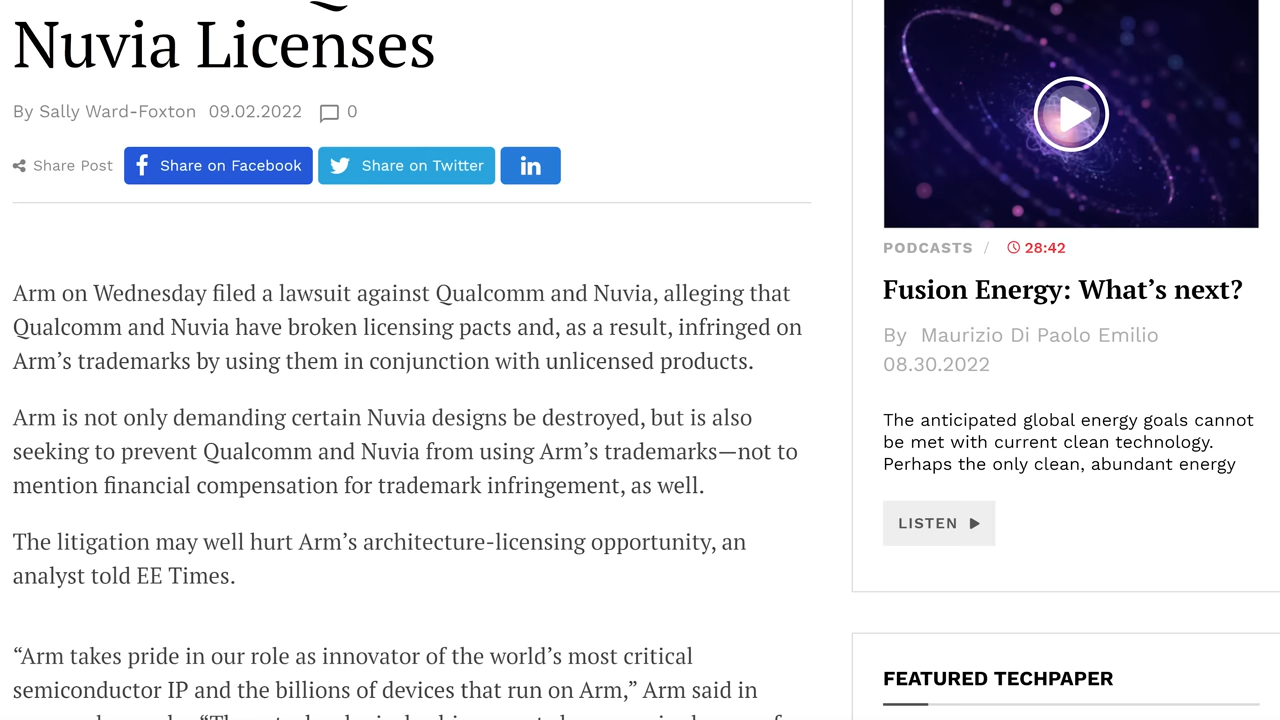 Nuvia Licenses
By Sally Ward-Foxton 09.02.2022 0
Share Post Share on Facebook Share on Twitter in
Arm on Wednesday filed a lawsuit against Qualcomm and Nuvia, alleging that
Qualcomm and Nuvia have broken licensing pacts and, as a result, infringed on
Arm’s trademarks by using them in conjunction with unlicensed products.
Arm is not only demanding certain Nuvia designs be destroyed, but is also
seeking to prevent Qualcomm and Nuvia from using Arm’s trademarks—not to
mention financial compensation for trademark infringement, as well.
The litigation may well hurt Arm’s architecture-licensing opportunity, an
analyst told EE Times.
“Arm takes pride in our role as innovator of the world’s most critical
semiconductor IP and the billions of devices that run on Arm,” Arm said in
PODCASTS / 28:42
Fusion Energy: What’s next?
By Maurizio Di Paolo Emilio
08.30.2022
The anticipated global energy goals cannot
be met with current clean technology.
Perhaps the only clean, abundant energy
LISTEN
FEATURED TECHPAPER